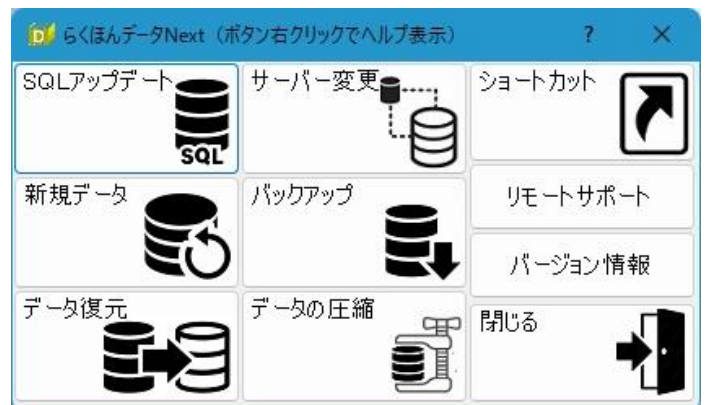 らくほんデータNext（ボタン右クリックでヘルプ表示）
?
SQLアップデート
SQL
サーバー変更
ショートカット
新規データ
バックアップ
リモートサポート
バージョン情報
データ復元
データの圧縮
閉じる